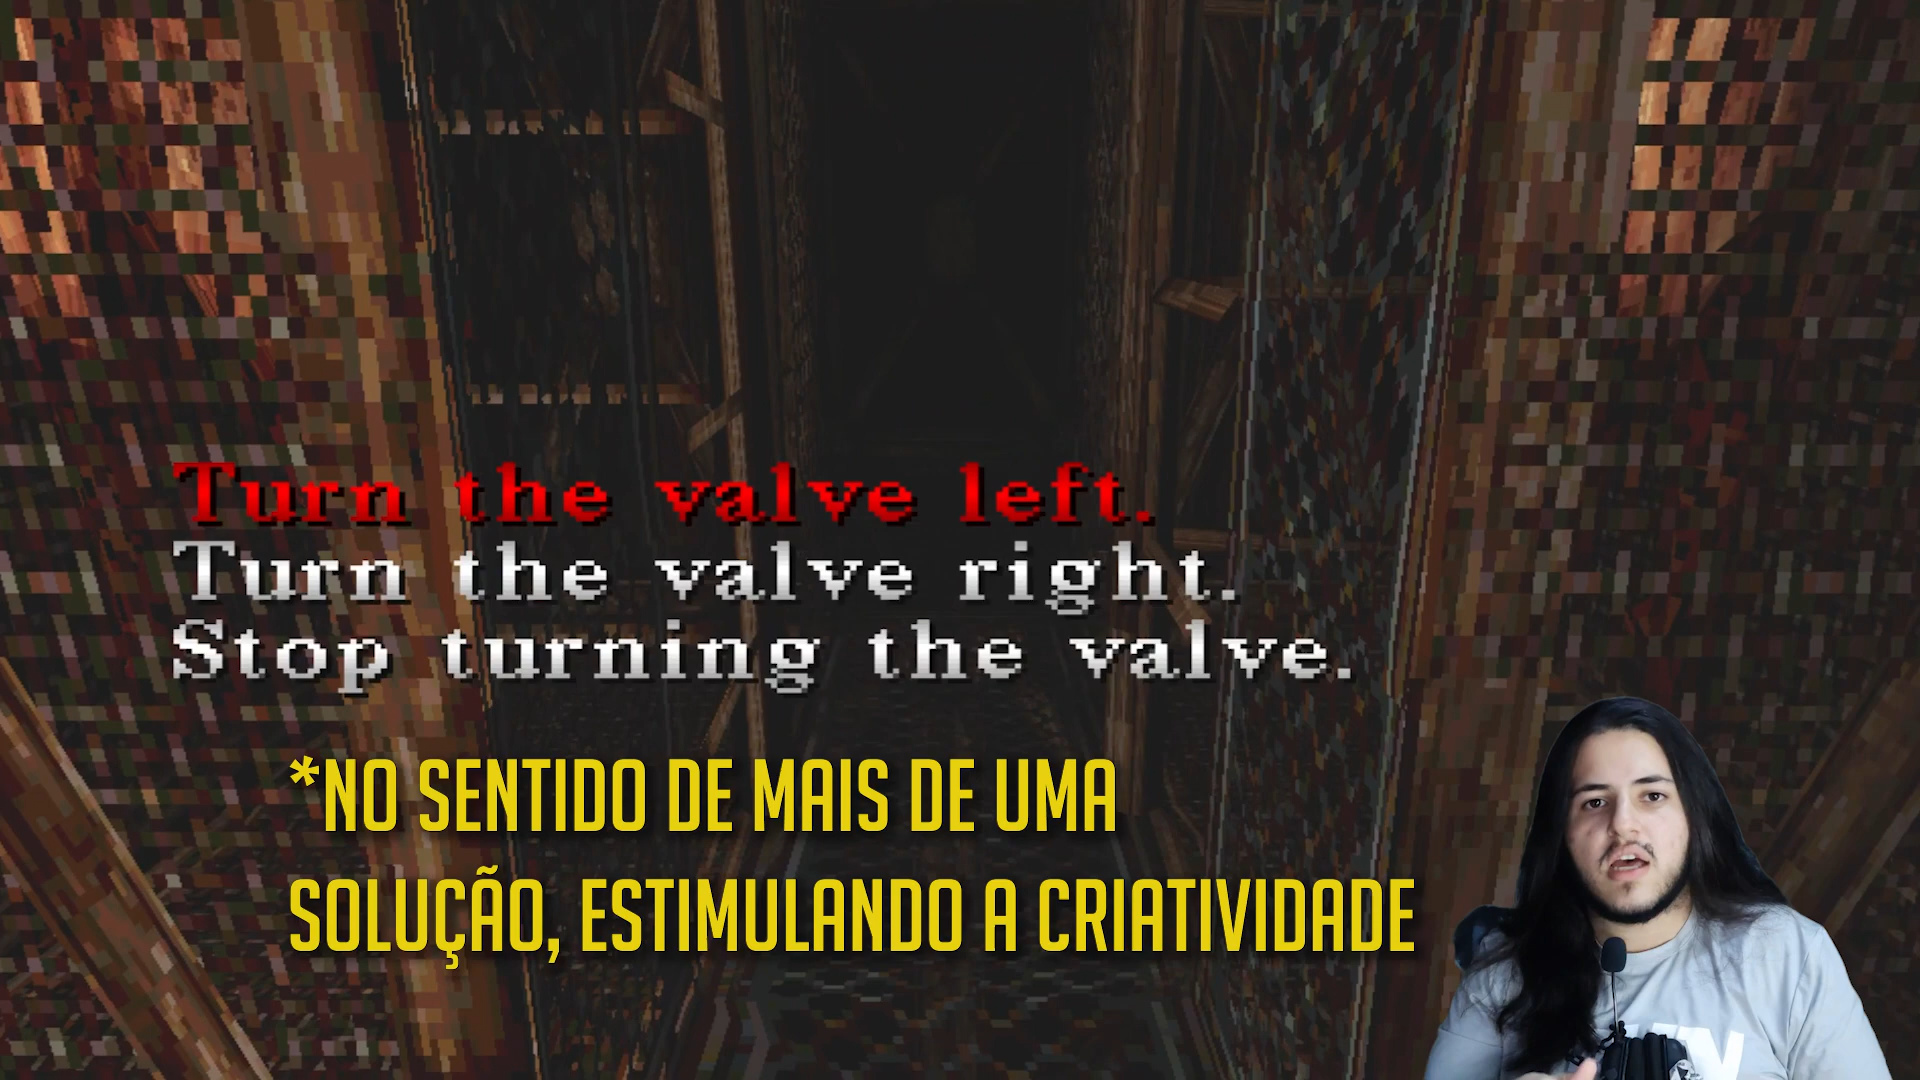 Turn the valve left.
Turn the valve right.
Stop turning the valve.
*NO SENTIDO DE MAIS DE UMA
SOLUÇÃO, ESTIMULANDO A CRIATIVIDADE